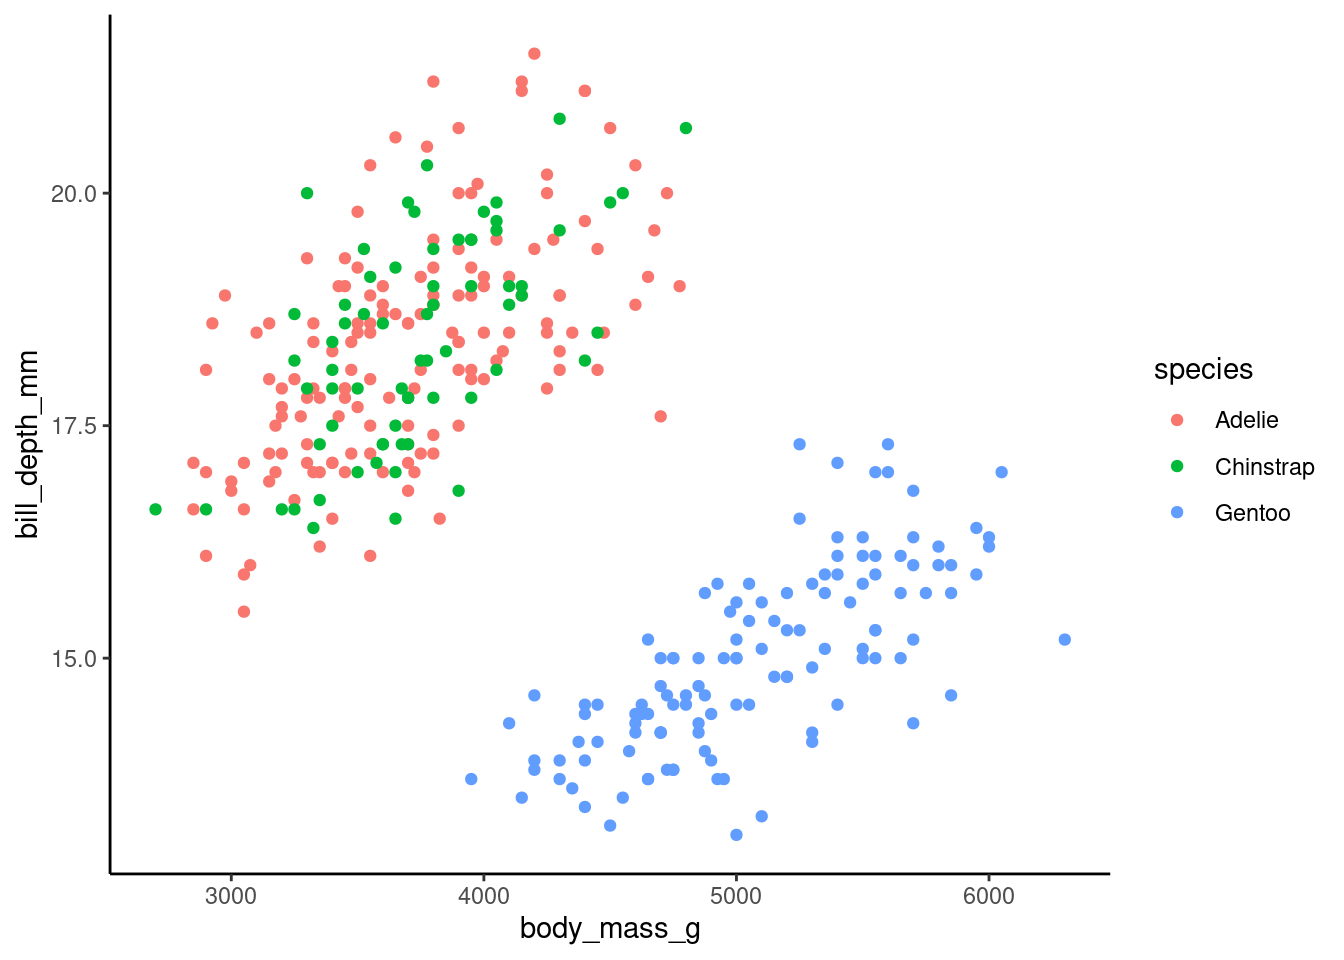 20.0
17.5
15.0
bill_depth_mm
3000 4000 5000 6000
body_mass_g
species
Adelie
Chinstrap
Gentoo